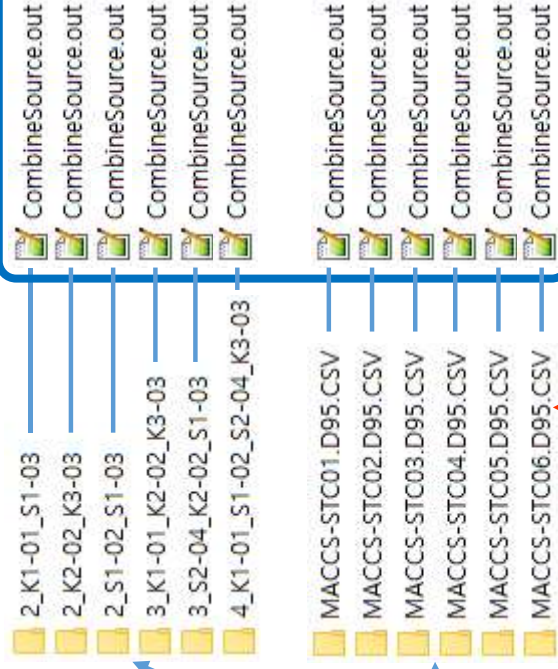 2_K1-01_S1-03 CombineSource.out
2_K2-02_K3-03 CombineSource.out
2_S1-02_S1-03 CombineSource.out
3_K1-01_K2-02_K3-03 CombineSource.out
3_S2-04_K2-02_S1-03 CombineSource.out
4_K1-01_S1-02_S2-04_K3-03 CombineSource.out
MACCS-STC01.D95.CSV CombineSource.out
MACCS-STC02.D95.CSV CombineSource.out
MACCS-STC03.D95.CSV CombineSource.out
MACCS-STC04.D95.CSV CombineSource.out
MACCS-STC05.D95.CSV CombineSource.out
MACCS-STC06.D95.CSV CombineSource.out